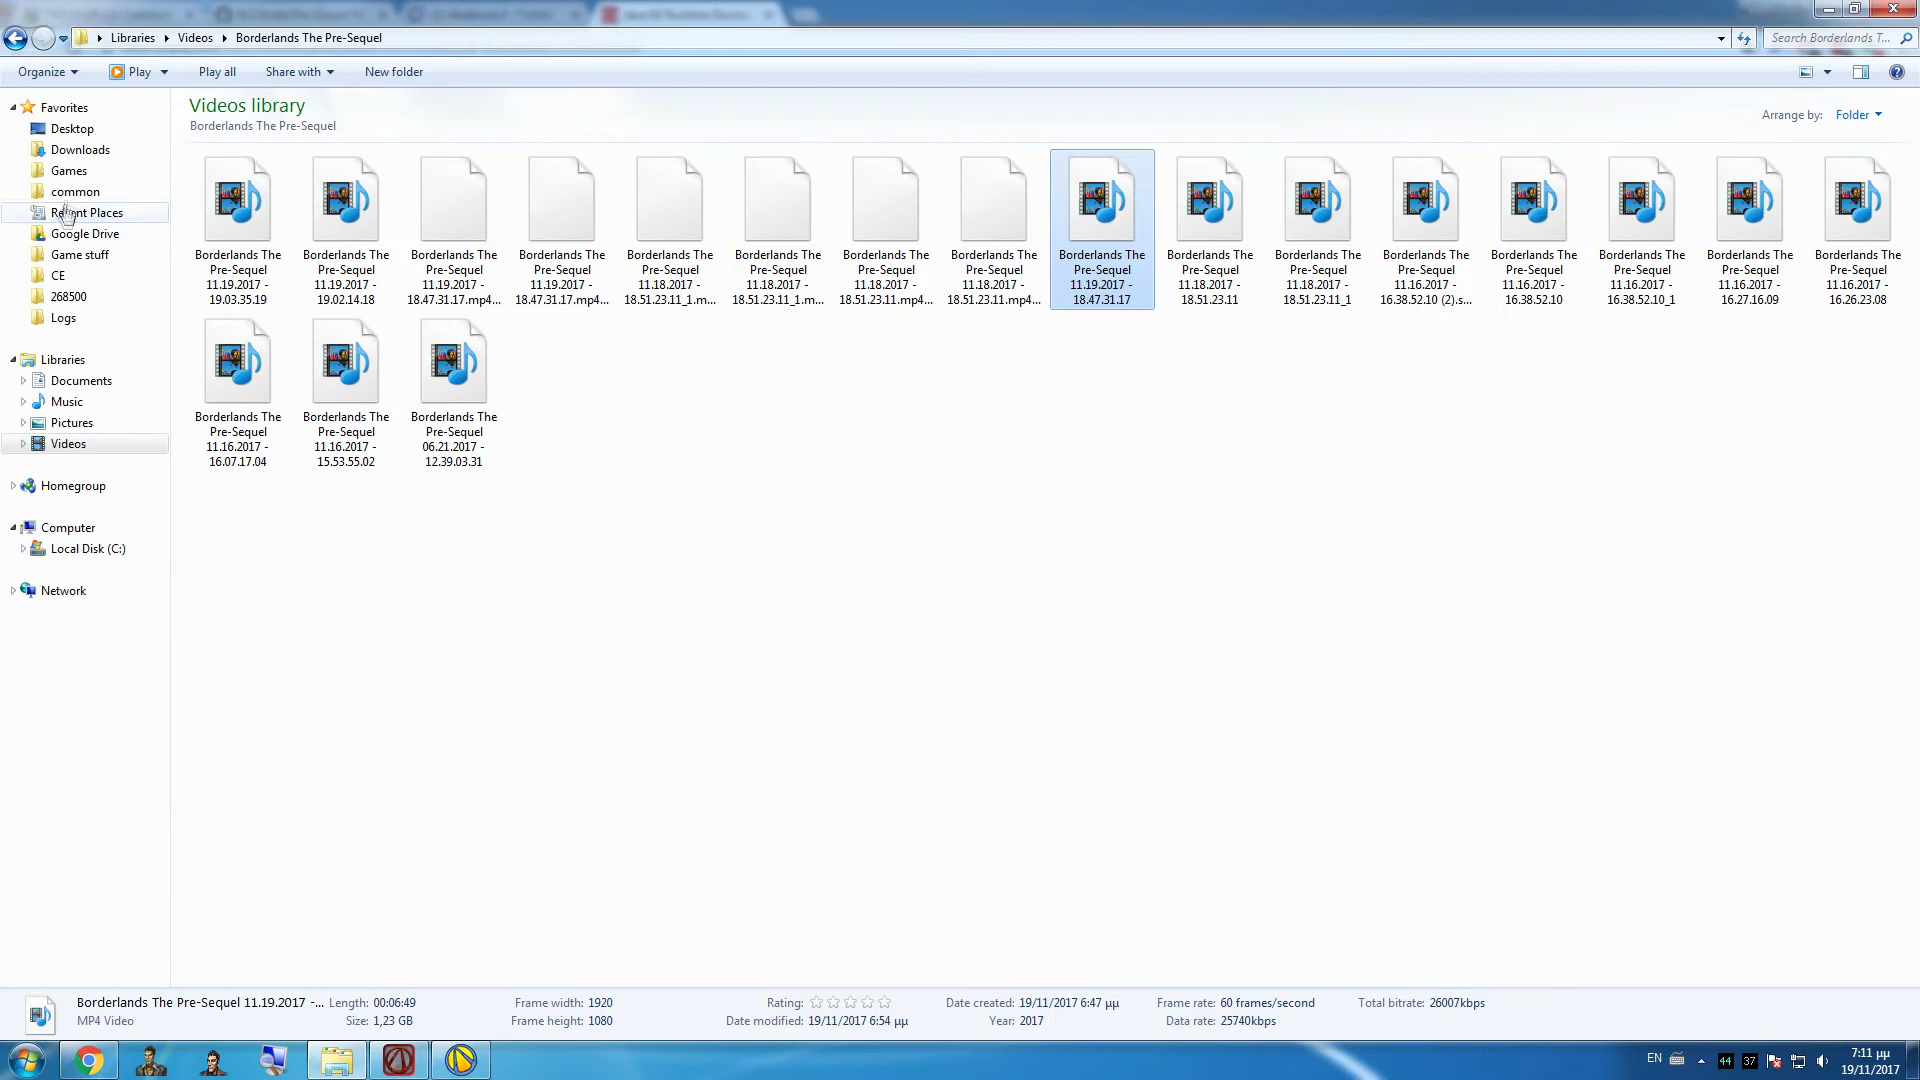 Libraries Videos Borderlands The Pre-Sequel
Search Borderlands T...
Organize Play Play all Share with New folder
Favorites
Desktop
Downloads
Games
common
Recent Places
Google Drive
Game stuff
CE
268500
Logs
Libraries
Documents
Music
Pictures
Videos
Homegroup
Computer
Local Disk (C:)
Network
Videos library
Borderlands The Pre-Sequel
Arrange by: Folder
Borderlands The
Pre-Sequel
11.19.2017 -
19.03.35.19
Borderlands The
Pre-Sequel
11.19.2017 -
19.02.14.18
Borderlands The
Pre-Sequel
11.19.2017 -
18.47.31.17.mp4...
Borderlands The
Pre-Sequel
11.19.2017 -
18.47.31.17.mp4...
Borderlands The
Pre-Sequel
11.18.2017 -
18.51.23.11_1.m...
Borderlands The
Pre-Sequel
11.18.2017 -
18.51.23.11_1.m...
Borderlands The
Pre-Sequel
11.18.2017 -
18.51.23.11.mp4...
Borderlands The
Pre-Sequel
11.18.2017 -
18.51.23.11.mp4...
Borderlands The
Pre-Sequel
11.19.2017 -
18.47.31.17
Borderlands The
Pre-Sequel
11.18.2017 -
18.51.23.11
Borderlands The
Pre-Sequel
11.18.2017 -
18.51.23.11_1
Borderlands The
Pre-Sequel
11.16.2017 -
16.38.52.10 (2).s...
Borderlands The
Pre-Sequel
11.16.2017 -
16.38.52.10
Borderlands The
Pre-Sequel
11.16.2017 -
16.38.52.10_1
Borderlands The
Pre-Sequel
11.16.2017 -
16.27.16.09
Borderlands The
Pre-Sequel
11.16.2017 -
16.26.23.08
Borderlands The
Pre-Sequel
11.16.2017 -
16.07.17.04
Borderlands The
Pre-Sequel
11.16.2017 -
15.53.55.02
Borderlands The
Pre-Sequel
06.21.2017 -
12.39.03.31
Borderlands The Pre-Sequel 11.19.2017 -... Length: 00:06:49 Frame width: 1920 Rating: Date created: 19/11/2017 6:47 μμ Frame rate: 60 frames/second Total bitrate: 26007kbps
MP4 Video Size: 1,23 GB Frame height: 1080 Date modified: 19/11/2017 6:54 μμ Year: 2017 Data rate: 25740kbps
EN 44 37 7:11 μμ
19/11/2017